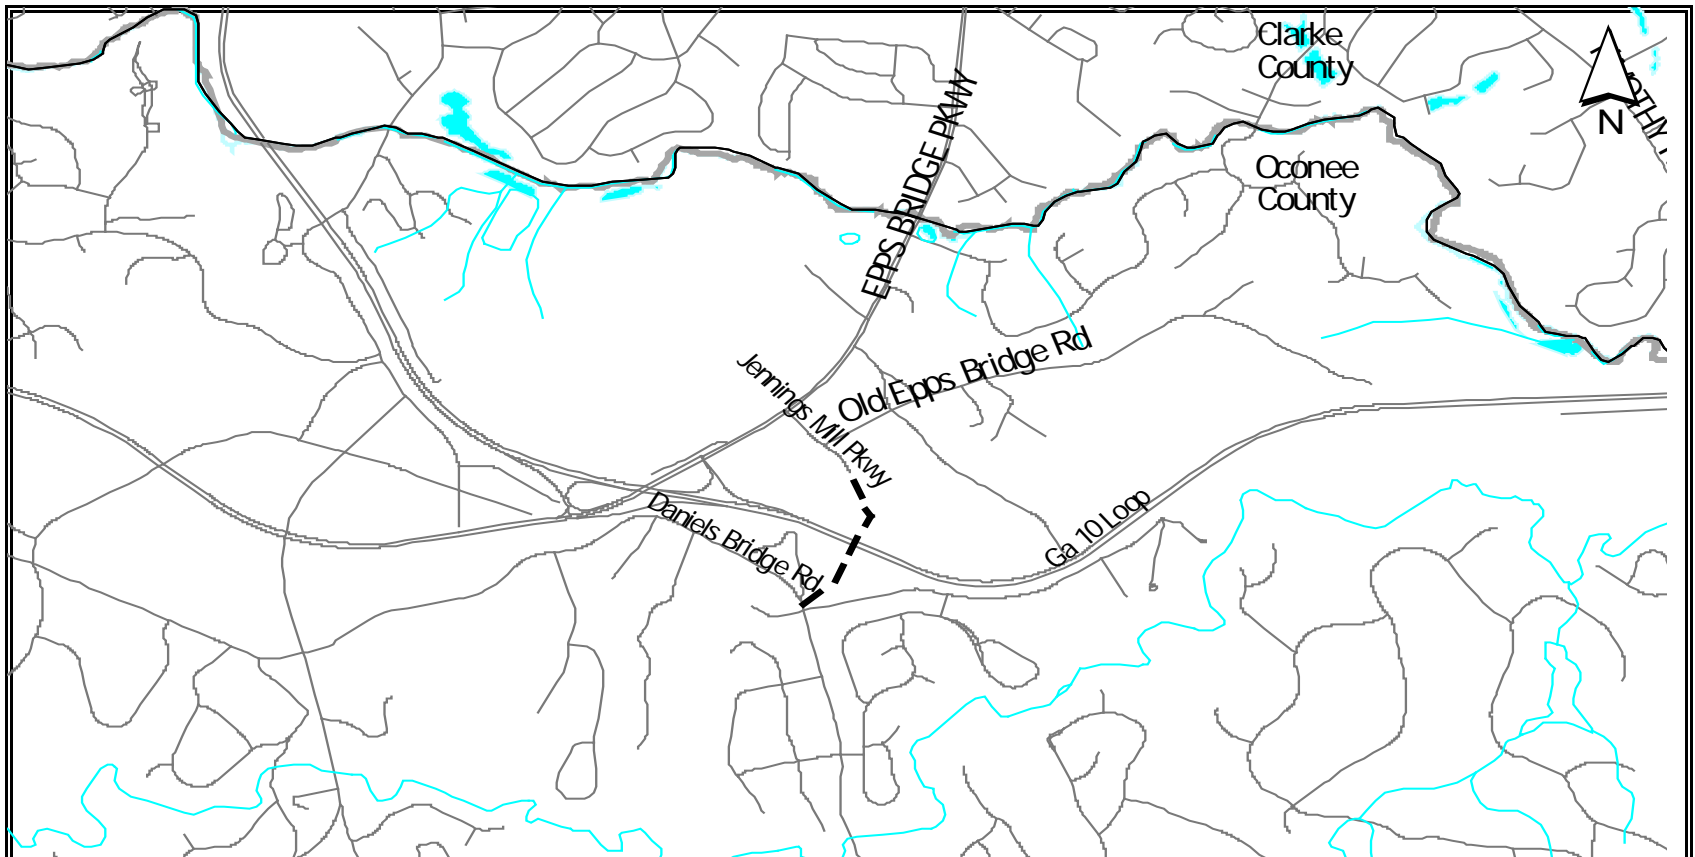 Clarke
County
N
Oconee
County
EPPS BRIDGE PKWY
Old Epps Bridge Rd
Jennings Mill Pkwy
Daniels Bridge Rd
Ga 10 Loop